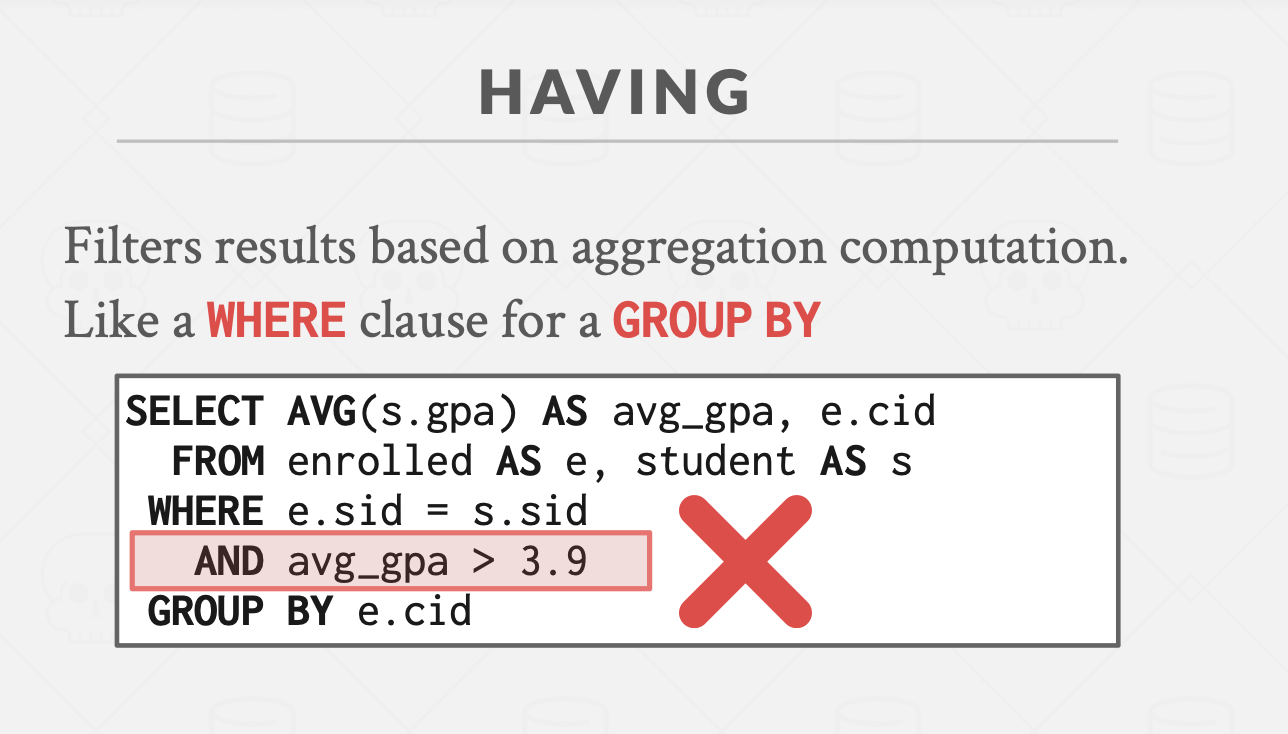 HAVING
Filters results based on aggregation computation.
Like a WHERE clause for a GROUP BY
SELECT AVG(s.gpa) AS avg_gpa, e.cid
FROM enrolled AS e, student AS s
WHERE e.sid = s.sid
AND avg_gpa > 3.9
GROUP BY e.cid